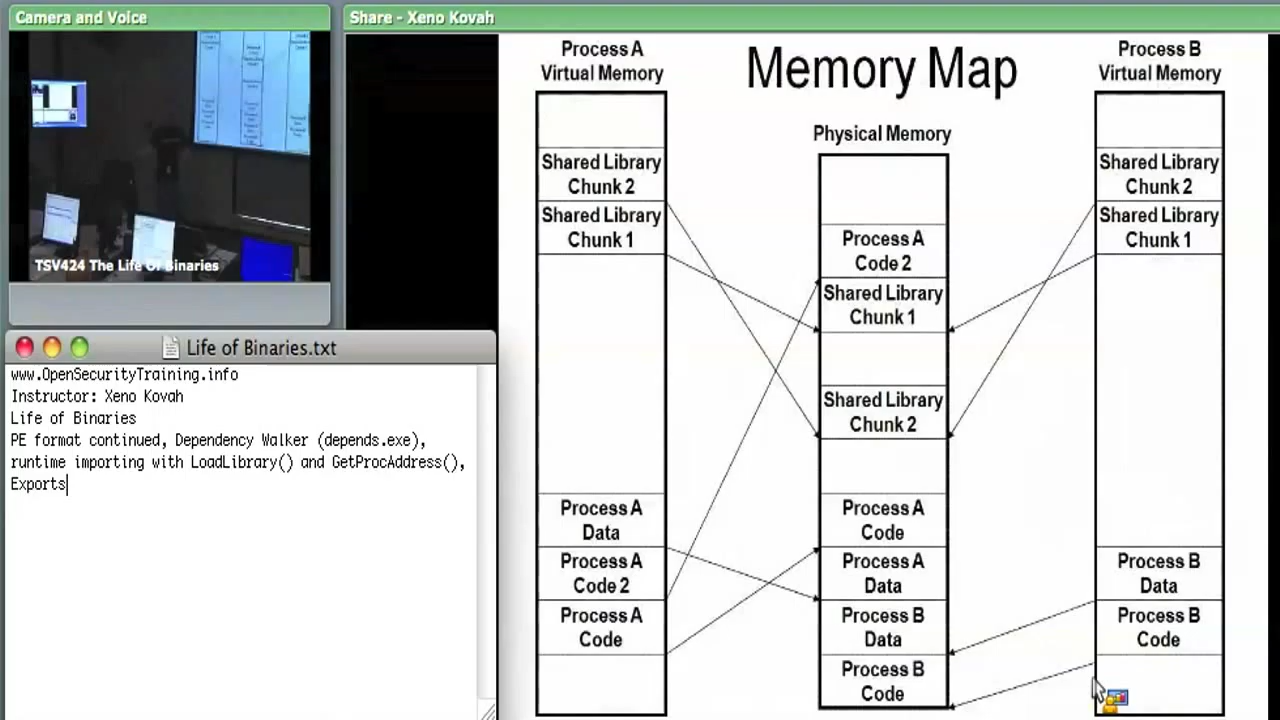 Camera and Voice
Share - Xeno Kovah
TSV424 The Life Of Binaries
Life of Binaries.txt
www.OpenSecurityTraining.info
Instructor: Xeno Kovah
Life of Binaries
PE format continued, Dependency Walker (depends.exe),
runtime importing with LoadLibrary() and GetProcAddress(),
Exports
Memory Map
Process A
Virtual Memory
Shared Library
Chunk 2
Shared Library
Chunk 1
Process A
Data
Process A
Code 2
Process A
Code
Physical Memory
Process A
Code 2
Shared Library
Chunk 1
Shared Library
Chunk 2
Process A
Code
Process A
Data
Process B
Data
Process B
Code
Process B
Virtual Memory
Shared Library
Chunk 2
Shared Library
Chunk 1
Process B
Data
Process B
Code